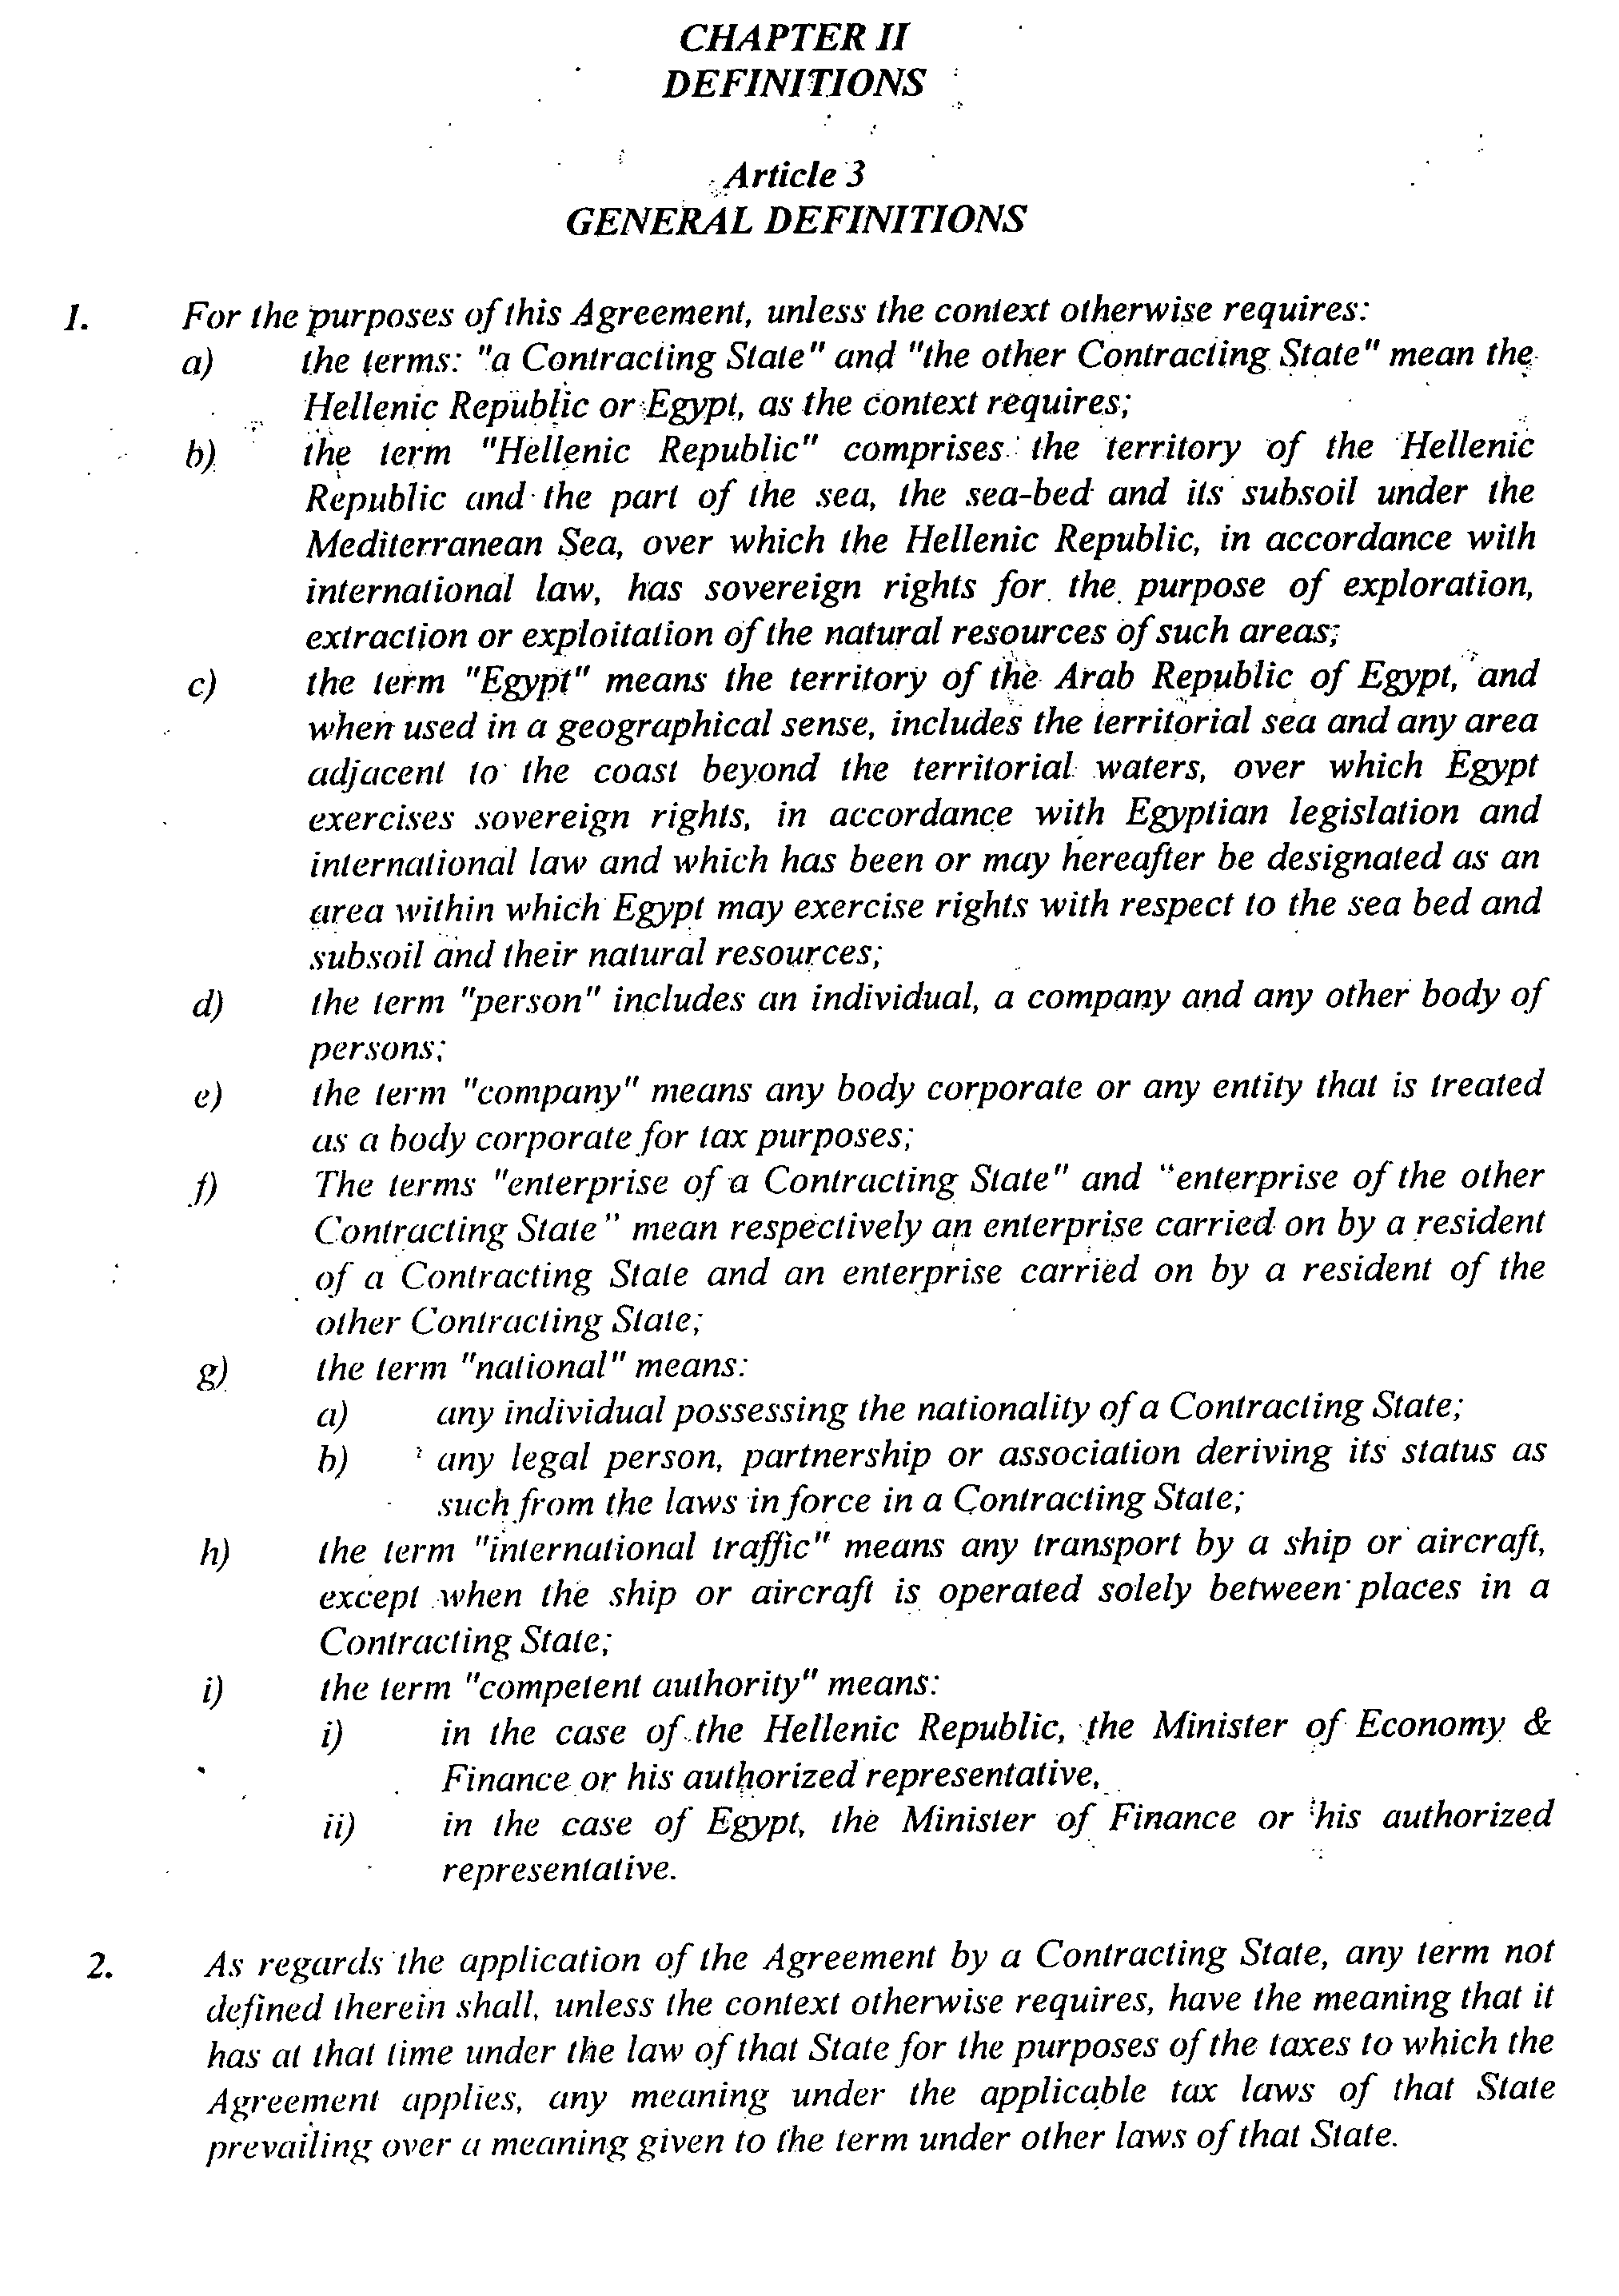 CHAPTER II
DEFINITIONS
Article 3
GENERAL DEFINITIONS
1. For the purposes of this Agreement, unless the context otherwise requires:
a) the terms: "a Contracting State" and "the other Contracting State" mean the
Hellenic Republic or Egypt, as the context requires;
b) the term "Hellenic Republic" comprises the territory of the Hellenic
Republic and the part of the sea, the sea-bed and its subsoil under the
Mediterranean Sea, over which the Hellenic Republic, in accordance with
international law, has sovereign rights for the purpose of exploration,
extraction or exploitation of the natural resources of such areas;
c) the term "Egypt" means the territory of the Arab Republic of Egypt, and
when used in a geographical sense, includes the territorial sea and any area
adjacent to the coast beyond the territorial waters, over which Egypt
exercises sovereign rights, in accordance with Egyptian legislation and
international law and which has been or may hereafter be designated as an
area within which Egypt may exercise rights with respect to the sea bed and
subsoil and their natural resources;
d) the term "person" includes an individual, a company and any other body of
persons;
e) the term "company" means any body corporate or any entity that is treated
as a body corporate for tax purposes;
f) The terms "enterprise of a Contracting State" and "enterprise of the other
Contracting State" mean respectively an enterprise carried on by a resident
of a Contracting State and an enterprise carried on by a resident of the
other Contracting State;
g) the term "national" means:
a) any individual possessing the nationality of a Contracting State;
b) any legal person, partnership or association deriving its status as
such from the laws in force in a Contracting State;
h) the term "international traffic" means any transport by a ship or aircraft,
except when the ship or aircraft is operated solely between places in a
Contracting State;
i) the term "competent authority" means:
i) in the case of the Hellenic Republic, the Minister of Economy &
Finance or his authorized representative,
ii) in the case of Egypt, the Minister of Finance or his authorized
representative.
2. As regards the application of the Agreement by a Contracting State, any term not
defined therein shall, unless the context otherwise requires, have the meaning that it
has at that time under the law of that State for the purposes of the taxes to which the
Agreement applies, any meaning under the applicable tax laws of that State
prevailing over a meaning given to the term under other laws of that State.